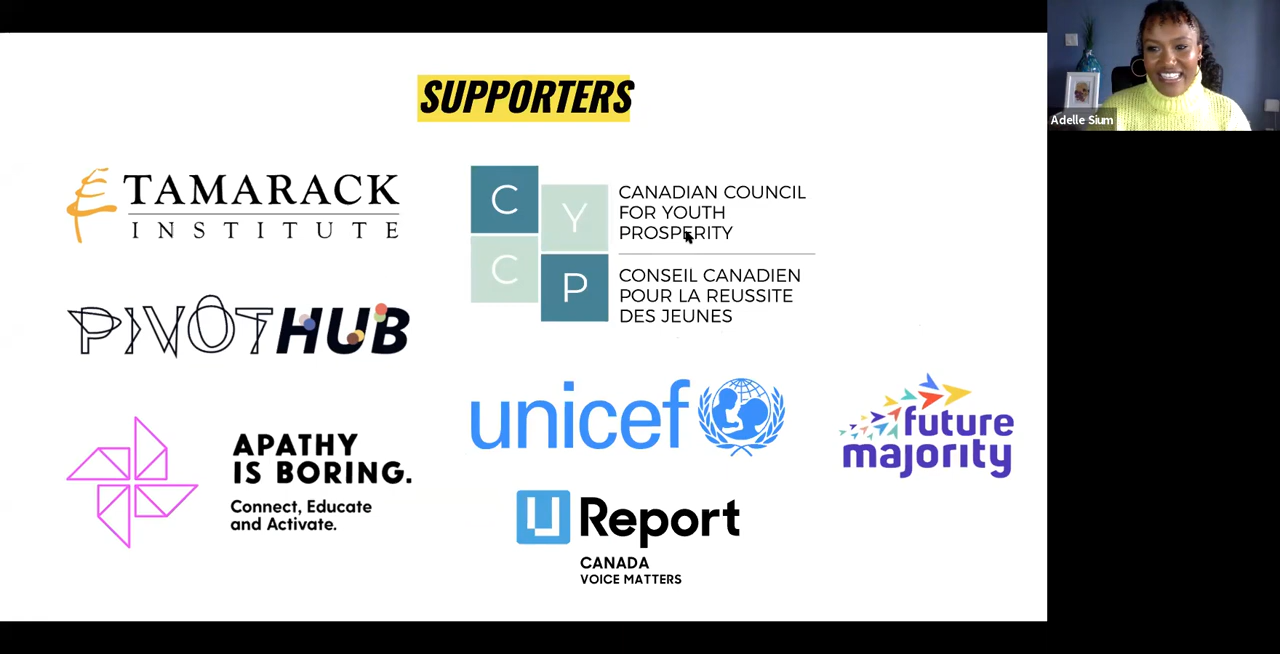 SUPPORTERS
Adelle Sium
TAMARACK
INSTITUTE
C Y
C P
CANADIAN COUNCIL
FOR YOUTH
PROSPERITY
CONSEIL CANADIEN
POUR LA REUSSITE
DES JEUNES
PIVOTHUB
unicef
future
majority
APATHY
IS BORING.
Connect, Educate
and Activate.
U Report
CANADA
VOICE MATTERS